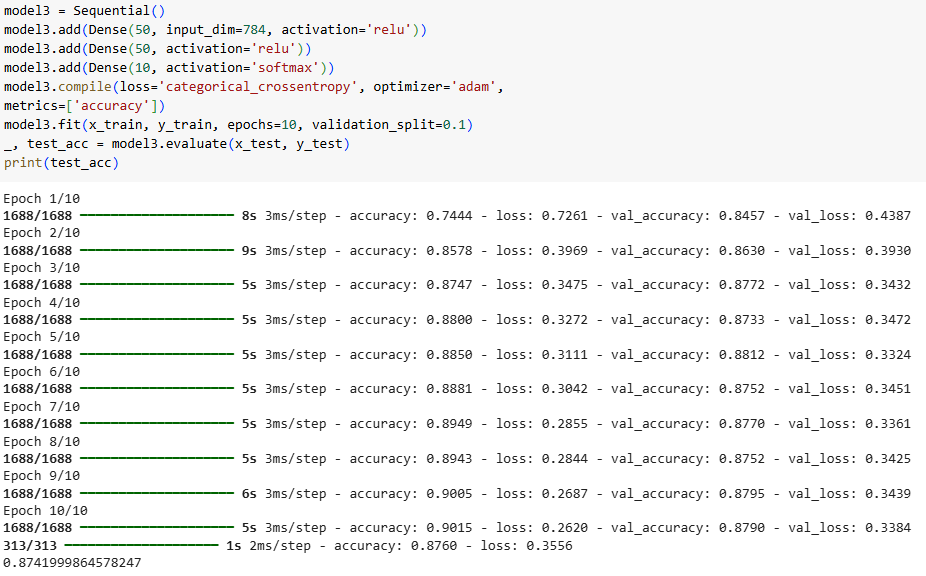 model3 = Sequential()
model3.add(Dense(50, input_dim=784, activation='relu'))
model3.add(Dense(50, activation='relu'))
model3.add(Dense(10, activation='softmax'))
model3.compile(loss='categorical_crossentropy', optimizer='adam',
metrics=['accuracy'])
model3.fit(x_train, y_train, epochs=10, validation_split=0.1)
_, test_acc = model3.evaluate(x_test, y_test)
print(test_acc)
Epoch 1/10
1688/1688 ━━━━━━━━━━━━━━━━━━━━ 8s 3ms/step - accuracy: 0.7444 - loss: 0.7261 - val_accuracy: 0.8457 - val_loss: 0.4387
Epoch 2/10
1688/1688 ━━━━━━━━━━━━━━━━━━━━ 9s 3ms/step - accuracy: 0.8578 - loss: 0.3969 - val_accuracy: 0.8630 - val_loss: 0.3930
Epoch 3/10
1688/1688 ━━━━━━━━━━━━━━━━━━━━ 5s 3ms/step - accuracy: 0.8747 - loss: 0.3475 - val_accuracy: 0.8772 - val_loss: 0.3432
Epoch 4/10
1688/1688 ━━━━━━━━━━━━━━━━━━━━ 5s 3ms/step - accuracy: 0.8800 - loss: 0.3272 - val_accuracy: 0.8733 - val_loss: 0.3472
Epoch 5/10
1688/1688 ━━━━━━━━━━━━━━━━━━━━ 5s 3ms/step - accuracy: 0.8850 - loss: 0.3111 - val_accuracy: 0.8812 - val_loss: 0.3324
Epoch 6/10
1688/1688 ━━━━━━━━━━━━━━━━━━━━ 5s 3ms/step - accuracy: 0.8881 - loss: 0.3042 - val_accuracy: 0.8752 - val_loss: 0.3451
Epoch 7/10
1688/1688 ━━━━━━━━━━━━━━━━━━━━ 5s 3ms/step - accuracy: 0.8949 - loss: 0.2855 - val_accuracy: 0.8770 - val_loss: 0.3361
Epoch 8/10
1688/1688 ━━━━━━━━━━━━━━━━━━━━ 5s 3ms/step - accuracy: 0.8943 - loss: 0.2844 - val_accuracy: 0.8752 - val_loss: 0.3425
Epoch 9/10
1688/1688 ━━━━━━━━━━━━━━━━━━━━ 6s 3ms/step - accuracy: 0.9005 - loss: 0.2687 - val_accuracy: 0.8795 - val_loss: 0.3439
Epoch 10/10
1688/1688 ━━━━━━━━━━━━━━━━━━━━ 5s 3ms/step - accuracy: 0.9015 - loss: 0.2620 - val_accuracy: 0.8790 - val_loss: 0.3384
313/313 ━━━━━━━━━━━━━━━━━━━━ 1s 2ms/step - accuracy: 0.8760 - loss: 0.3556
0.8741999864578247